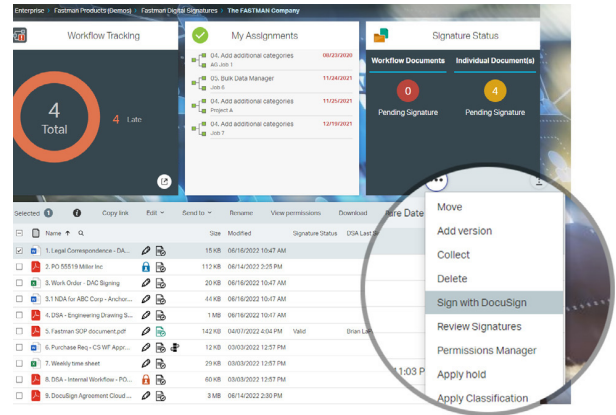 Enterprise > Fastman Products (Demos) > Fastman Digital Signatures > The FASTMAN Company
Workflow Tracking
4
Total
4 Late
My Assignments
04. Add additional categories 08/23/2020
AG Job 1
05. Bulk Data Manager 11/24/2021
Job 6
04. Add additional categories 11/25/2021
Project A
04. Add additional categories 12/19/2021
Job 7
Signature Status
Workflow Documents Individual Document(s)
0 4
Pending Signature Pending Signature
Selected 1 Copy link Edit Send to Rename View permissions Download
Name Size Modified Signature Status DSA Last
1. Legal Correspondence - DA... 15 KB 06/16/2022 10:47 AM
2. PO 55519 Miller Inc 112 KB 06/14/2022 2:25 PM
3. Work Order - DAC Signing 20 KB 06/16/2022 10:47 AM
3.1 NDA for ABC Corp - Anchor... 44 KB 06/16/2022 10:47 AM
4. DSA - Engineering Drawing S... 1 MB 06/16/2022 10:47 AM
5. Fastman SOP document.pdf 142 KB 04/07/2022 4:04 PM Valid Brian
6. Purchase Req - CS WF Appr... 12 KB 03/03/2022 12:57 PM
7. Weekly time sheet 29 KB 03/03/2022 12:57 PM
8. DSA - Internal Workflow - PO... 60 KB 03/03/2022 12:57 PM
9. DocuSign Agreement Cloud ... 3 MB 06/14/2022 2:30 PM
Date
11:03 P
Move
Add version
Collect
Delete
Sign with DocuSign
Review Signatures
Permissions Manager
Apply hold
Apply Classification